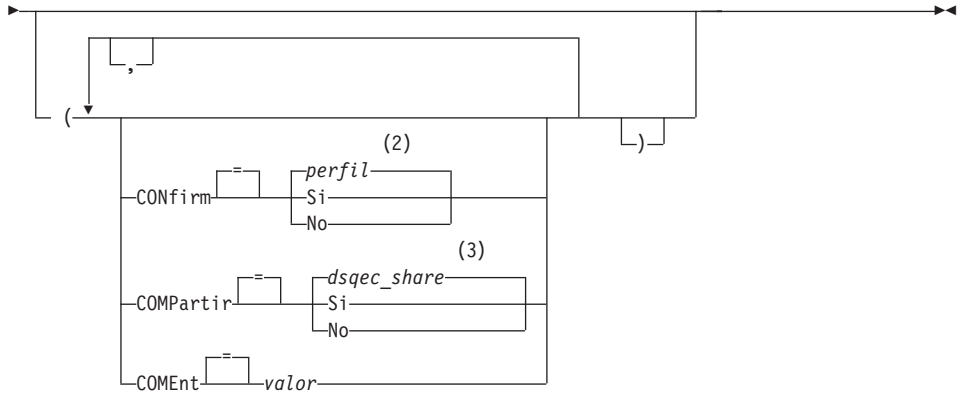 ,
(
)
(2)
perfil
CONfirm = Si
No
(3)
dsqec_share
COMPartir = Si
No
COMEnt = valor